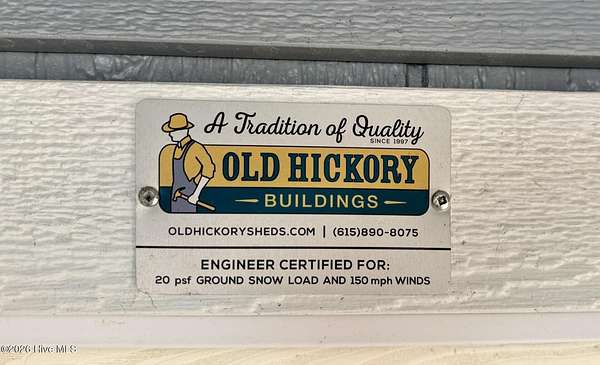 A Tradition of Quality
SINCE 1997
OLD HICKORY
BUILDINGS
OLDHICKORYSHEDS.COM | (615)890-8075
ENGINEER CERTIFIED FOR:
20 psf GROUND SNOW LOAD AND 150 mph WINDS
©2026 Hive MLS